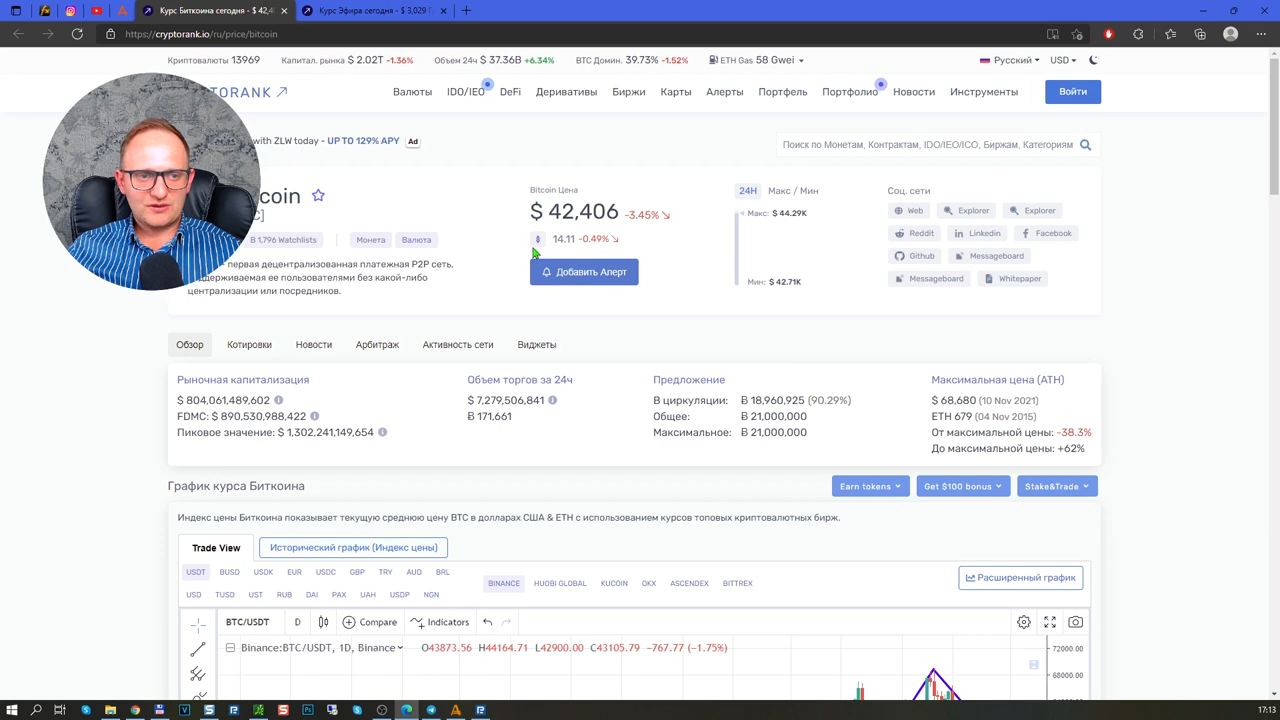 Курс Биткоина сегодня - $ 42,4
Курс Эфира сегодня - $ 3,029 Г
https://cryptorank.io/ru/price/bitcoin
Криптовалюты 13969 Капитал. рынка $ 2.02T -1.36% Объем 24ч $ 37.36B +6.34% BTC Домин. 39.73% -1.52% ETH Gas 58 Gwei Русский USD
TORANK
Валюты IDO/IEO DeFi Деривативы Биржи Карты Алерты Портфель Портфолио Новости Инструменты Войти
with ZLW today - UP TO 129% APY Ad
Поиск по Монетам, Контрактам, IDO/IEO/ICO, Биржам, Категориям
coin
C]
В 1,796 Watchlists Монета Валюта
первая децентрализованная платежная P2P сеть,
ддерживаемая ее пользователями без какой-либо
централизации или посредников.
Bitcoin Цена
$ 42,406 -3.45%
14.11 -0.49%
Добавить Алерт
24H Макс / Мин
Макс: $ 44.29K
Мин: $ 42.71K
Соц. сети
Web Explorer Explorer
Reddit Linkedin Facebook
Github Messageboard
Messageboard Whitepaper
Обзор Котировки Новости Арбитраж Активность сети Виджеты
Рыночная капитализация
$ 804,061,489,602
FDMC: $ 890,530,988,422
Пиковое значение: $ 1,302,241,149,654
Объем торгов за 24ч
$ 7,279,506,841
Ƀ 171,661
Предложение
В циркуляции: Ƀ 18,960,925 (90.29%)
Общее: Ƀ 21,000,000
Максимальное: Ƀ 21,000,000
Максимальная цена (ATH)
$ 68,680 (10 Nov 2021)
ETH 679 (04 Nov 2015)
От максимальной цены: -38.3%
До максимальной цены: +62%
График курса Биткоина
Earn tokens Get $100 bonus Stake&Trade
Индекс цены Биткоина показывает текущую среднюю цену BTC в долларах США & ETH с использованием курсов топовых криптовалютных бирж.
Trade View Исторический график (Индекс цены)
USDT BUSD USDK EUR USDC GBP TRY AUD BRL
USD TUSD UST RUB DAI PAX UAH USDP NGN
BINANCE HUOBI GLOBAL KUCOIN OKX ASCENDEX BITTREX
Расширенный график
BTC/USDT D Compare Indicators
Binance:BTC/USDT, 1D, Binance O43873.56 H44164.71 L42900.00 C43105.79 -767.77 (-1.75%)
72000.00
68000.00
17:13